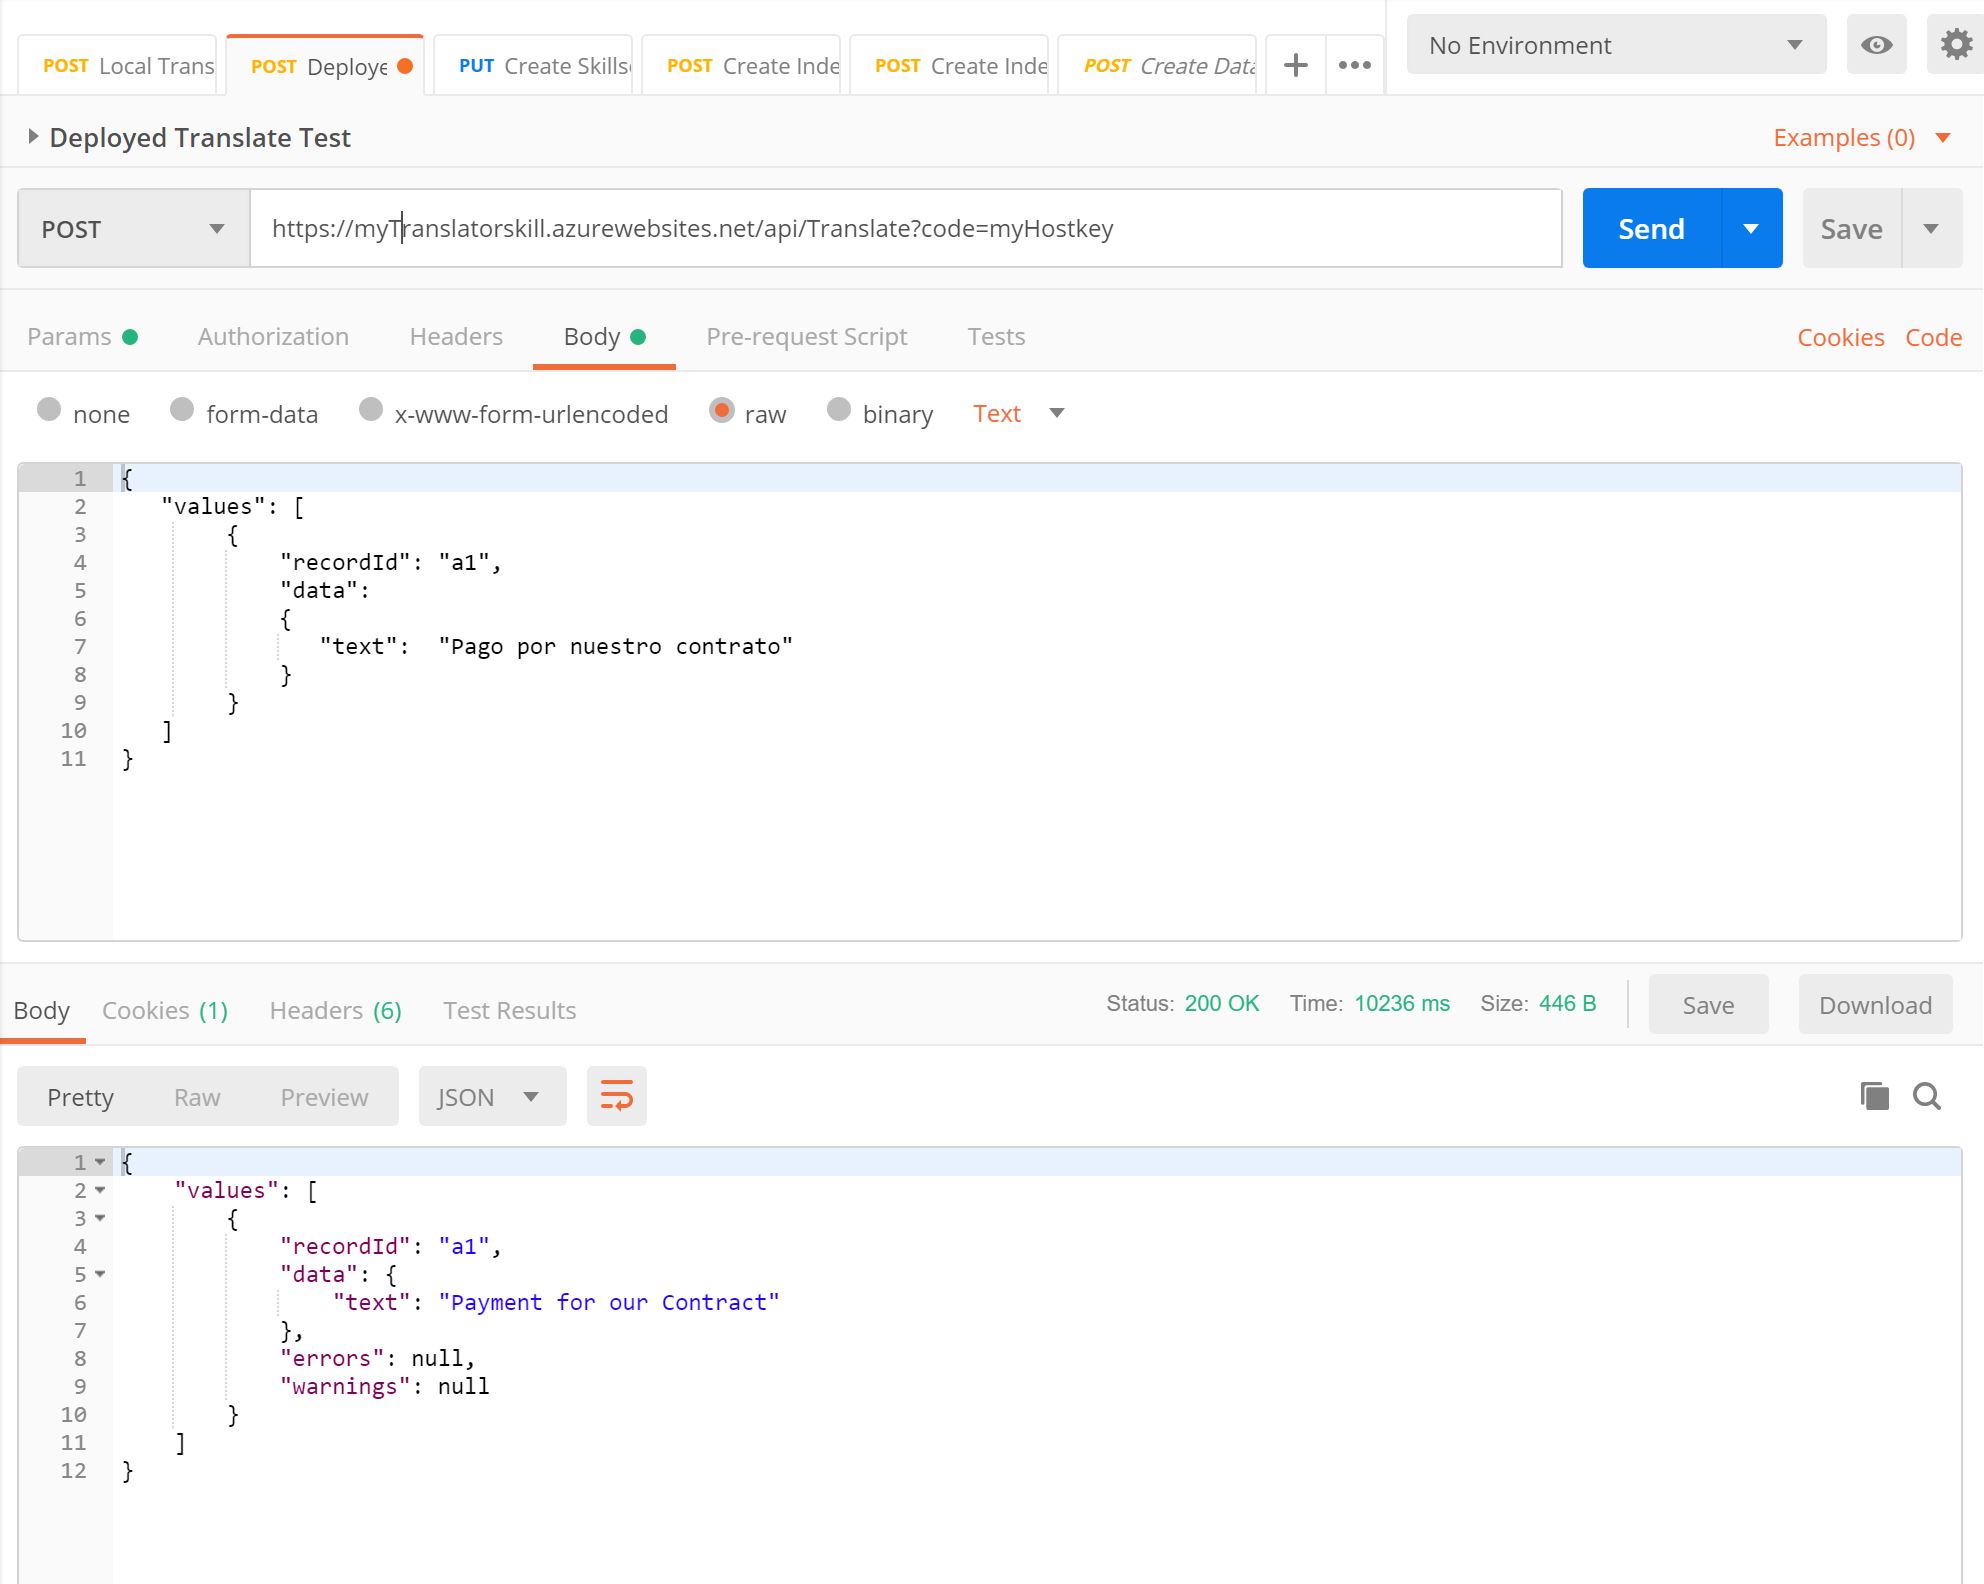 POST Local Trans
POST Deploye
PUT Create Skills
POST Create Inde
POST Create Inde
POST Create Data
No Environment
Deployed Translate Test
Examples (0)
POST
https://myTranslatorskill.azurewebsites.net/api/Translate?code=myHostkey
Send
Save
Params
Authorization
Headers
Body
Pre-request Script
Tests
Cookies
Code
none
form-data
x-www-form-urlencoded
raw
binary
Text
1 {
2 "values": [
3 {
4 "recordId": "a1",
5 "data":
6 {
7 "text":  "Pago por nuestro contrato"
8 }
9 }
10 ]
11 }
Body
Cookies (1)
Headers (6)
Test Results
Status: 200 OK
Time: 10236 ms
Size: 446 B
Save
Download
Pretty
Raw
Preview
JSON
1 {
2 "values": [
3 {
4 "recordId": "a1",
5 "data": {
6 "text": "Payment for our Contract"
7 },
8 "errors": null,
9 "warnings": null
10 }
11 ]
12 }